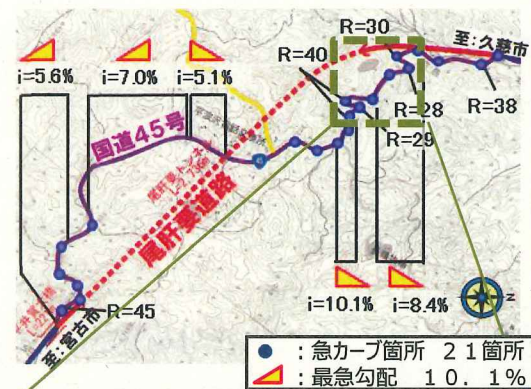 R=30
至:久慈市
R=40
i=5.6%
i=7.0%
i=5.1%
R=38
R=28
R=29
国道45号
尾肝要道路
R=45
至:宮古市
i=10.1%
i=8.4%
N
:急カーブ箇所 21箇所
:最急勾配 10.1%